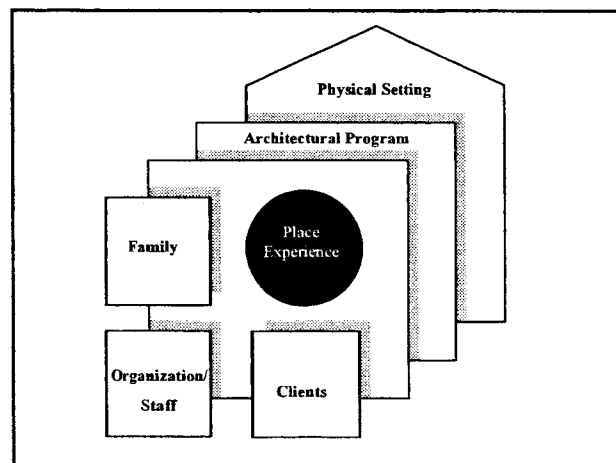 Physical Setting
Architectural Program
Place
Experience
Family
Organization/
Staff
Clients